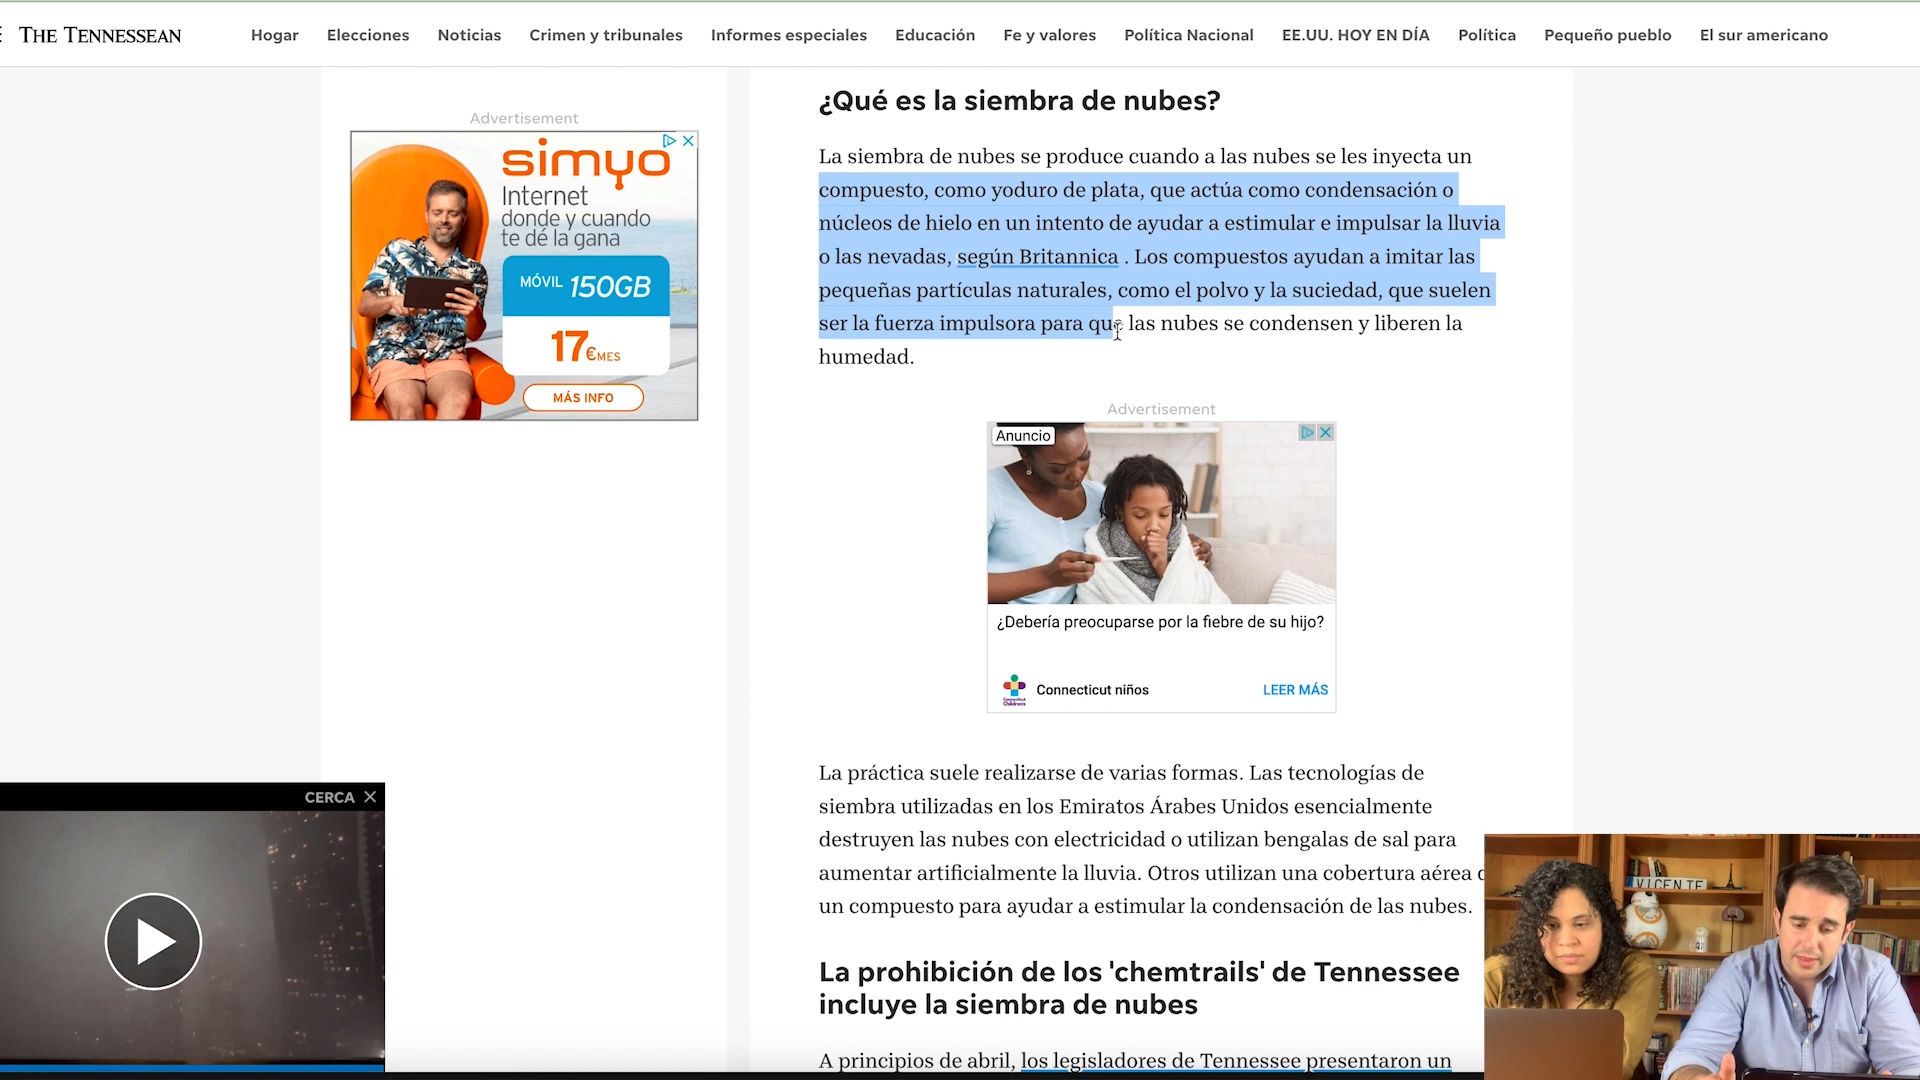 THE TENNESSEAN
Hogar
Elecciones
Noticias
Crimen y tribunales
Informes especiales
Educación
Fe y valores
Política Nacional
EE.UU. HOY EN DÍA
Política
Pequeño pueblo
El sur americano
Advertisement
simyo
Internet
donde y cuando
te dé la gana
MÓVIL 150GB
17€MES
MÁS INFO
¿Qué es la siembra de nubes?
La siembra de nubes se produce cuando a las nubes se les inyecta un
compuesto, como yoduro de plata, que actúa como condensación o
núcleos de hielo en un intento de ayudar a estimular e impulsar la lluvia
o las nevadas, según Britannica . Los compuestos ayudan a imitar las
pequeñas partículas naturales, como el polvo y la suciedad, que suelen
ser la fuerza impulsora para que las nubes se condensen y liberen la
humedad.
Advertisement
Anuncio
¿Debería preocuparse por la fiebre de su hijo?
Connecticut niños
LEER MÁS
La práctica suele realizarse de varias formas. Las tecnologías de
siembra utilizadas en los Emiratos Árabes Unidos esencialmente
destruyen las nubes con electricidad o utilizan bengalas de sal para
aumentar artificialmente la lluvia. Otros utilizan una cobertura aérea
un compuesto para ayudar a estimular la condensación de las nubes.
La prohibición de los 'chemtrails' de Tennessee
incluye la siembra de nubes
A principios de abril, los legisladores de Tennessee presentaron un
CERCA
VICENTE